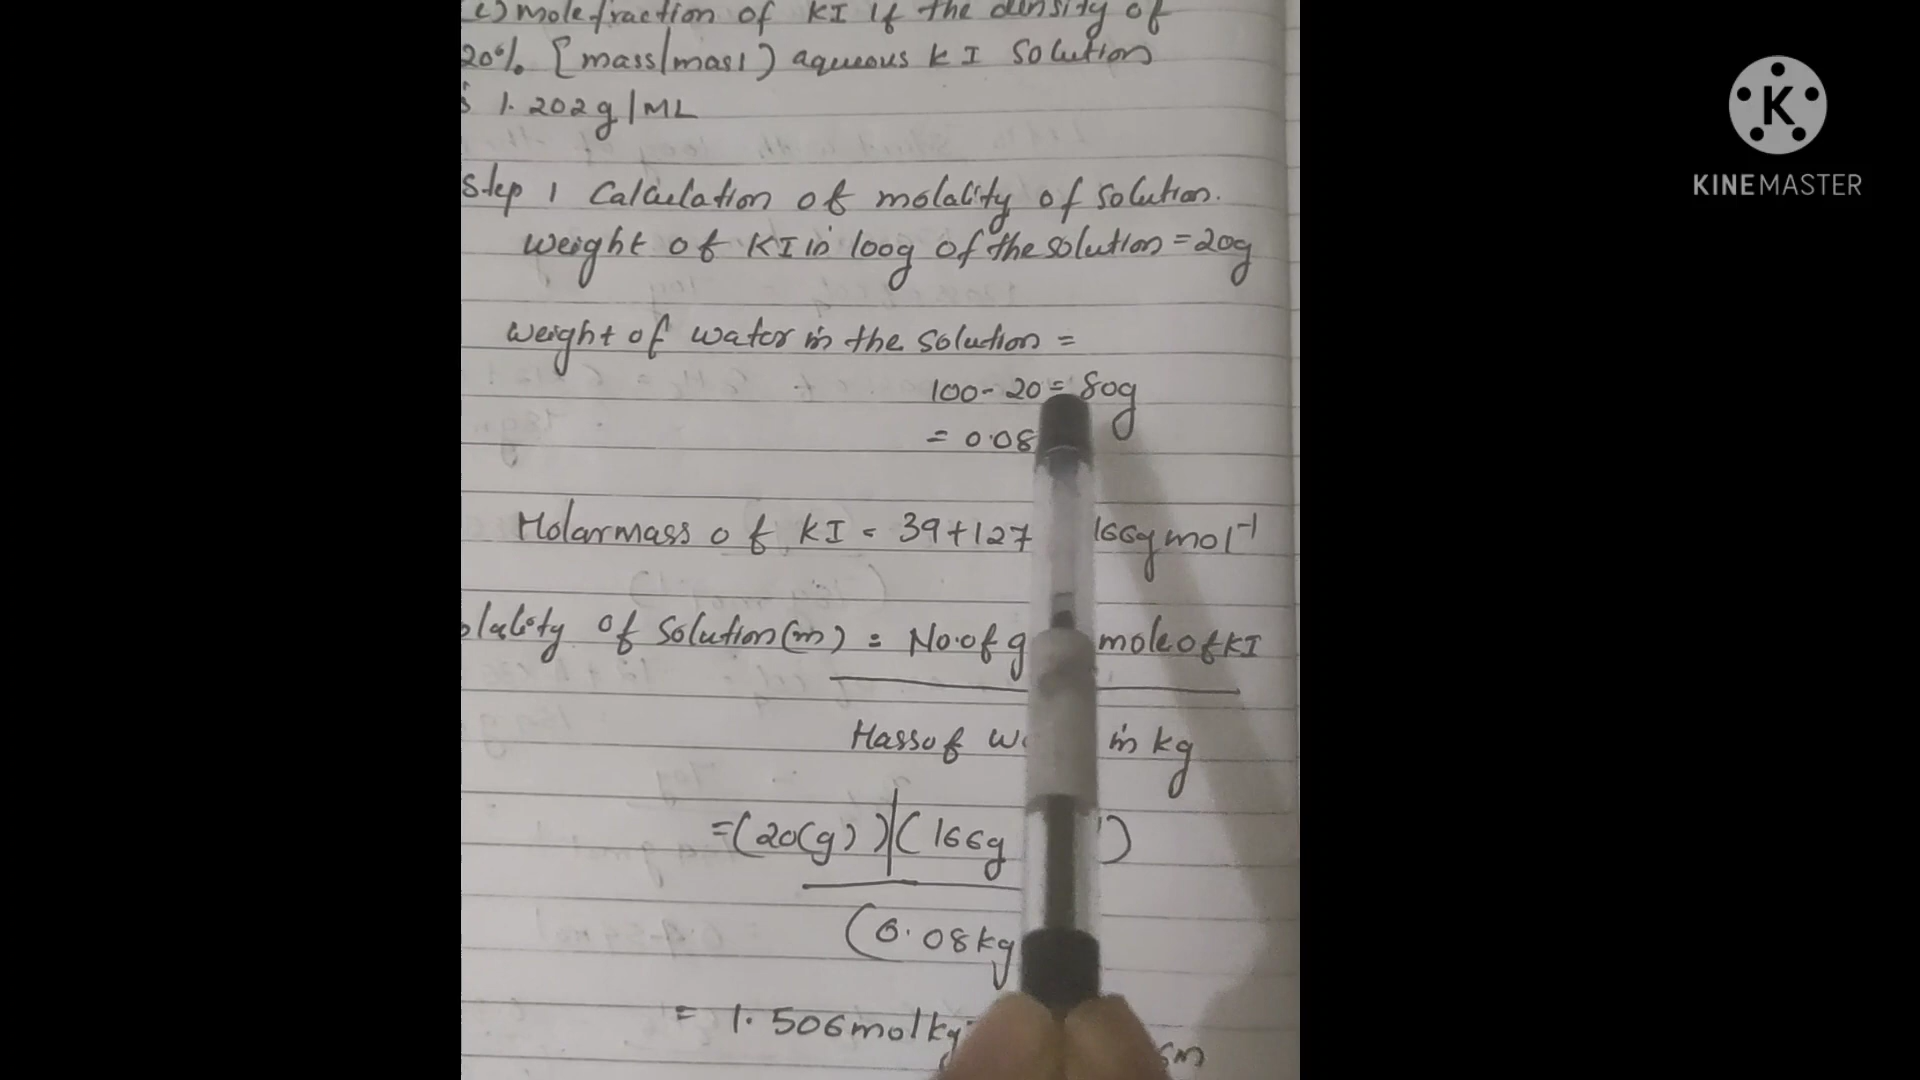 c) mole fraction of KI if the density of
20% [mass/mass) aqueous KI solution
s 1.202g/ML
Step 1 Calculation of molality of solution.
Weight of KI in 100g of the solution = 20g
Weight of water in the solution =
100 - 20 = 80g
= 0.08
Molarmass of KI = 39+127 166g mol-1
olality of solution(m) = No.of g mole of KI
Mass of w in kg
=(20(g))/(166g )
(0.08kg
= 1.506molkg
KINEMASTER